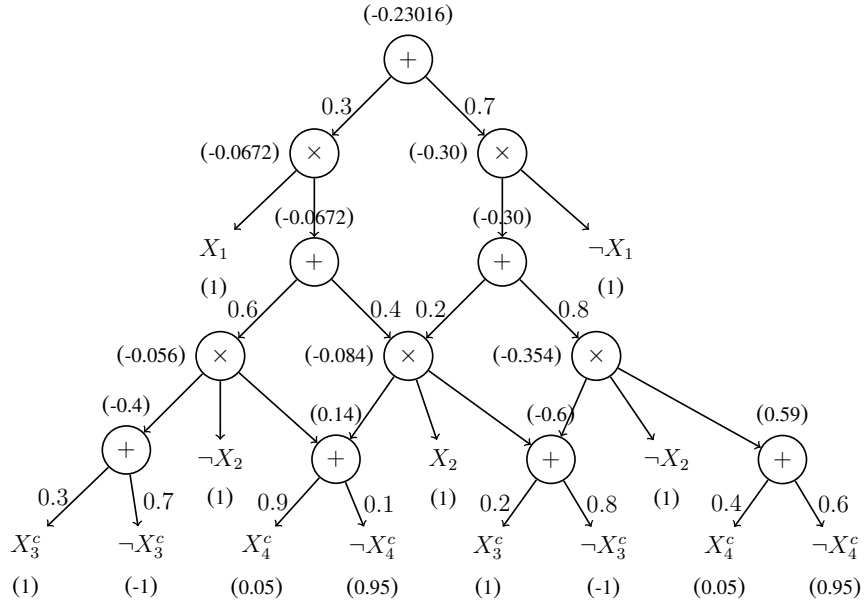 (-0.23016)
+
0.3 0.7
(-0.0672) × (-0.30) ×
(-0.0672) (-0.30)
X₁ + + ¬X₁
(1) (1)
0.6 0.4 0.2 0.8
(-0.056) × (-0.084) × (-0.354) ×
(-0.4) (0.14) (-0.6) (0.59)
+ ¬X₂ + X₂ + ¬X₂ +
(1) (1) (1)
0.3 0.7 0.9 0.1 0.2 0.8 0.4 0.6
X₃ᶜ ¬X₃ᶜ X₄ᶜ ¬X₄ᶜ X₃ᶜ ¬X₃ᶜ X₄ᶜ ¬X₄ᶜ
(1) (-1) (0.05) (0.95) (1) (-1) (0.05) (0.95)